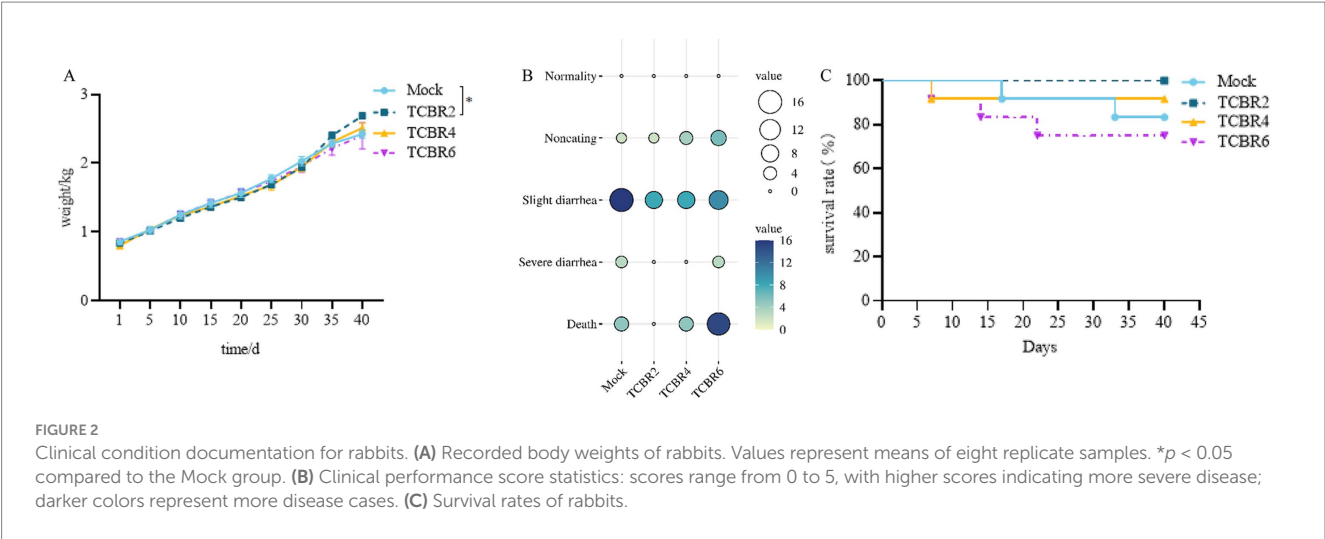 A
3
2
1
0
weight/kg
1 5 10 15 20 25 30 35 40
time/d
Mock
TCBR2
TCBR4
TCBR6
*
B
Normality
Noncating
Slight diarrhea
Severe diarrhea
Death
Mock TCBR2 TCBR4 TCBR6
value
16
12
8
4
0
value
16
12
8
4
0
C
100
80
60
40
20
0
survival rate ( %)
0 5 10 15 20 25 30 35 40 45
Days
Mock
TCBR2
TCBR4
TCBR6
FIGURE 2
Clinical condition documentation for rabbits. (A) Recorded body weights of rabbits. Values represent means of eight replicate samples. *p < 0.05
compared to the Mock group. (B) Clinical performance score statistics: scores range from 0 to 5, with higher scores indicating more severe disease;
darker colors represent more disease cases. (C) Survival rates of rabbits.